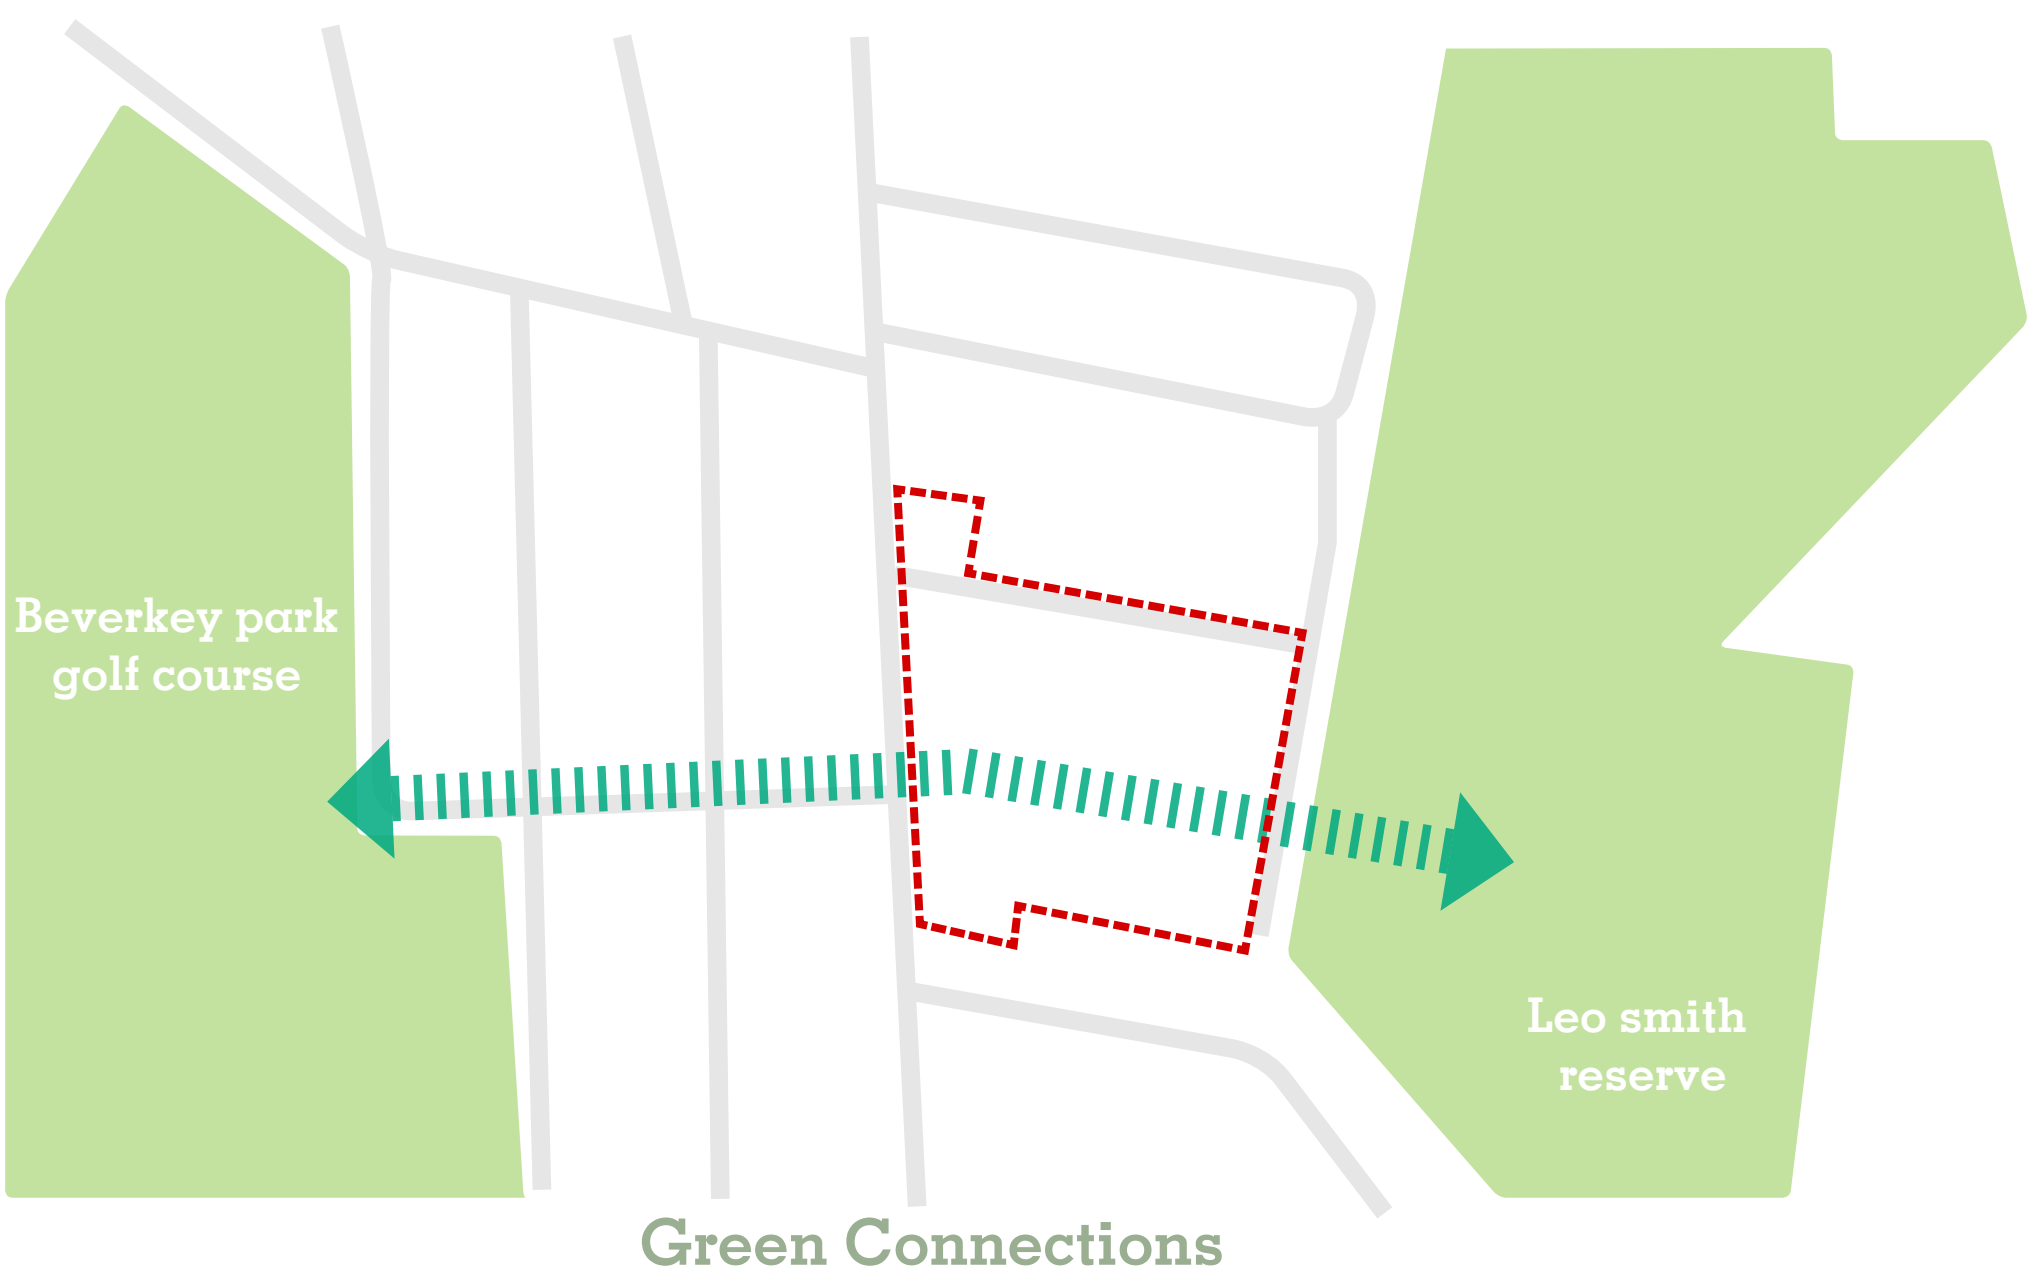 Beverkey park
golf course
Leo smith
reserve
Green Connections